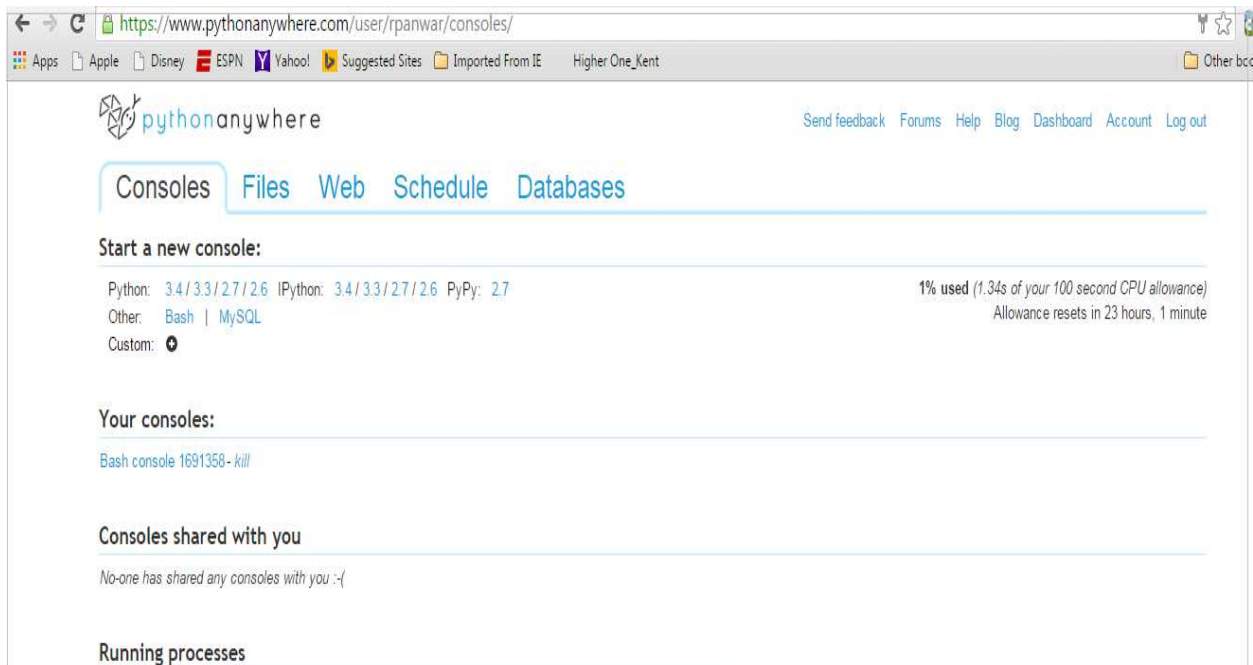 https://www.pythonanywhere.com/user/rpanwar/consoles/
Apps Apple Disney ESPN Yahoo! Suggested Sites Imported From IE Higher One_Kent Other
pythonanywhere
Send feedback Forums Help Blog Dashboard Account Log out
Consoles Files Web Schedule Databases
Start a new console:
Python: 3.4 / 3.3 / 2.7 / 2.6 IPython: 3.4 / 3.3 / 2.7 / 2.6 PyPy: 2.7
1% used (1.34s of your 100 second CPU allowance)
Other: Bash | MySQL
Allowance resets in 23 hours, 1 minute
Custom:
Your consoles:
Bash console 1691358 - kill
Consoles shared with you
No-one has shared any consoles with you :-(
Running processes